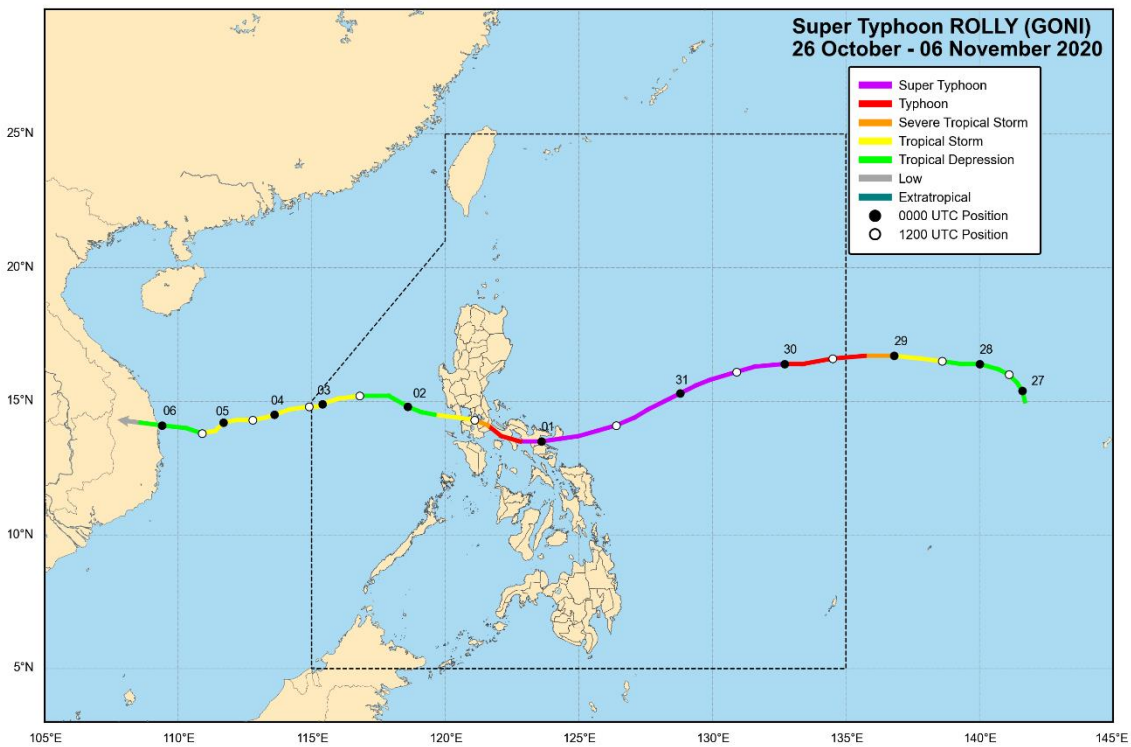 Super Typhoon ROLLY (GONI)
26 October - 06 November 2020
Super Typhoon
Typhoon
Severe Tropical Storm
Tropical Storm
Tropical Depression
Low
Extratropical
0000 UTC Position
1200 UTC Position
25°N
20°N
15°N
10°N
5°N
06
05
04
03
02
01
31
30
29
28
27
105°E
110°E
115°E
120°E
125°E
130°E
135°E
140°E
145°E